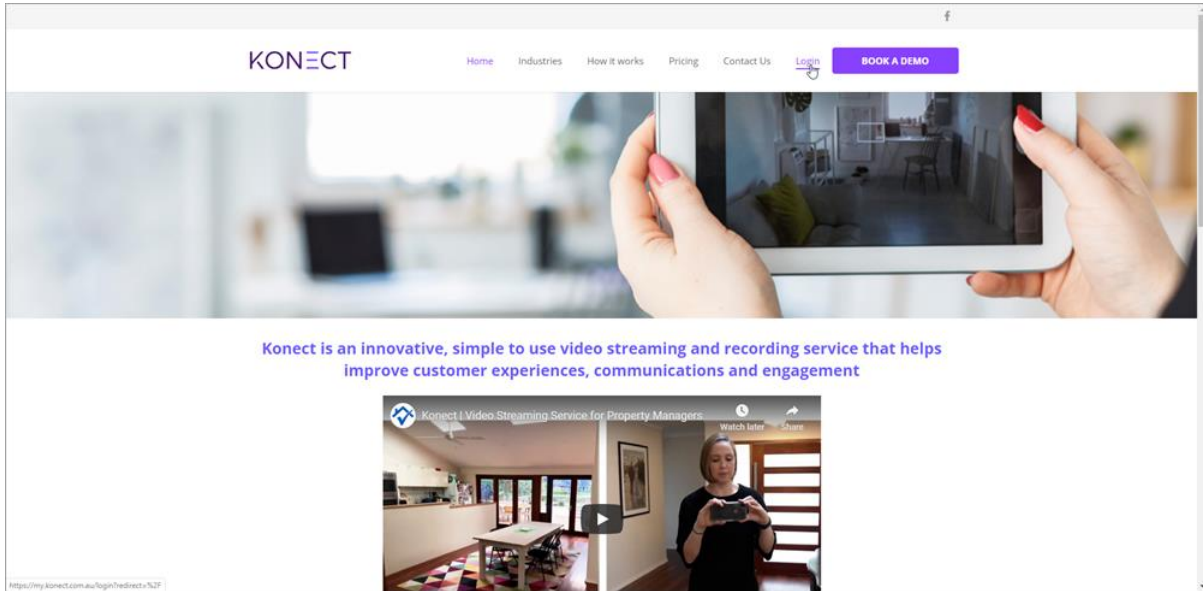 KONECT
Home Industries How it works Pricing Contact Us Login BOOK A DEMO
Konect is an innovative, simple to use video streaming and recording service that helps
improve customer experiences, communications and engagement
Konect | Video Streaming Service for Property Managers
Watch later Share
https://my.konect.com.au/login?redirect=%2F